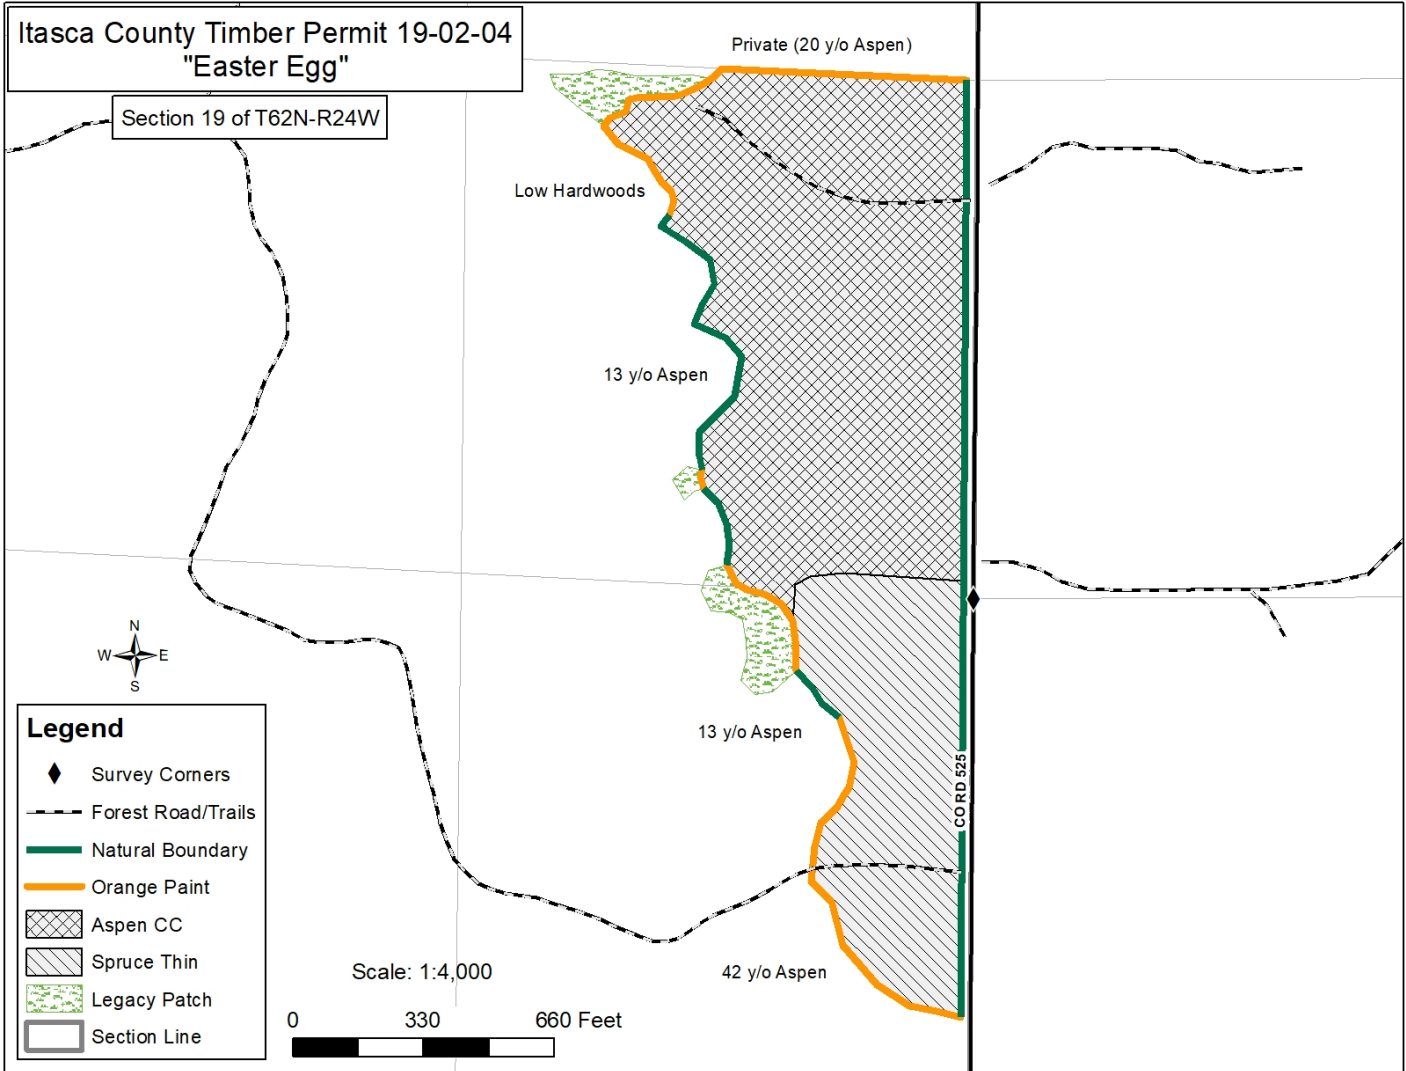 Itasca County Timber Permit 19-02-04
"Easter Egg"
Section 19 of T62N-R24W
Private (20 y/o Aspen)
Low Hardwoods
13 y/o Aspen
N
W E
S
13 y/o Aspen
CO RD 525
42 y/o Aspen
Legend
Survey Corners
Forest Road/Trails
Natural Boundary
Orange Paint
Aspen CC
Spruce Thin
Legacy Patch
Section Line
Scale: 1:4,000
0 330 660 Feet